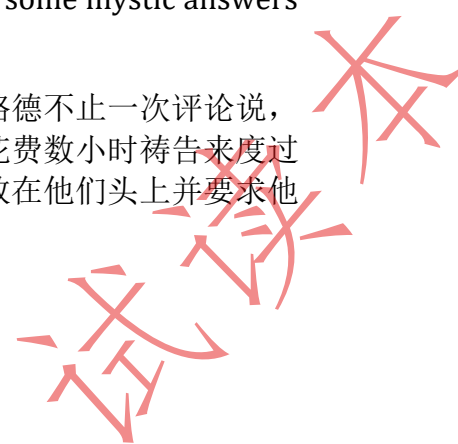 some mystic answers
格德不止一次评论说，
花费数小时祷告来度过
放在他们头上并要求他
试读本